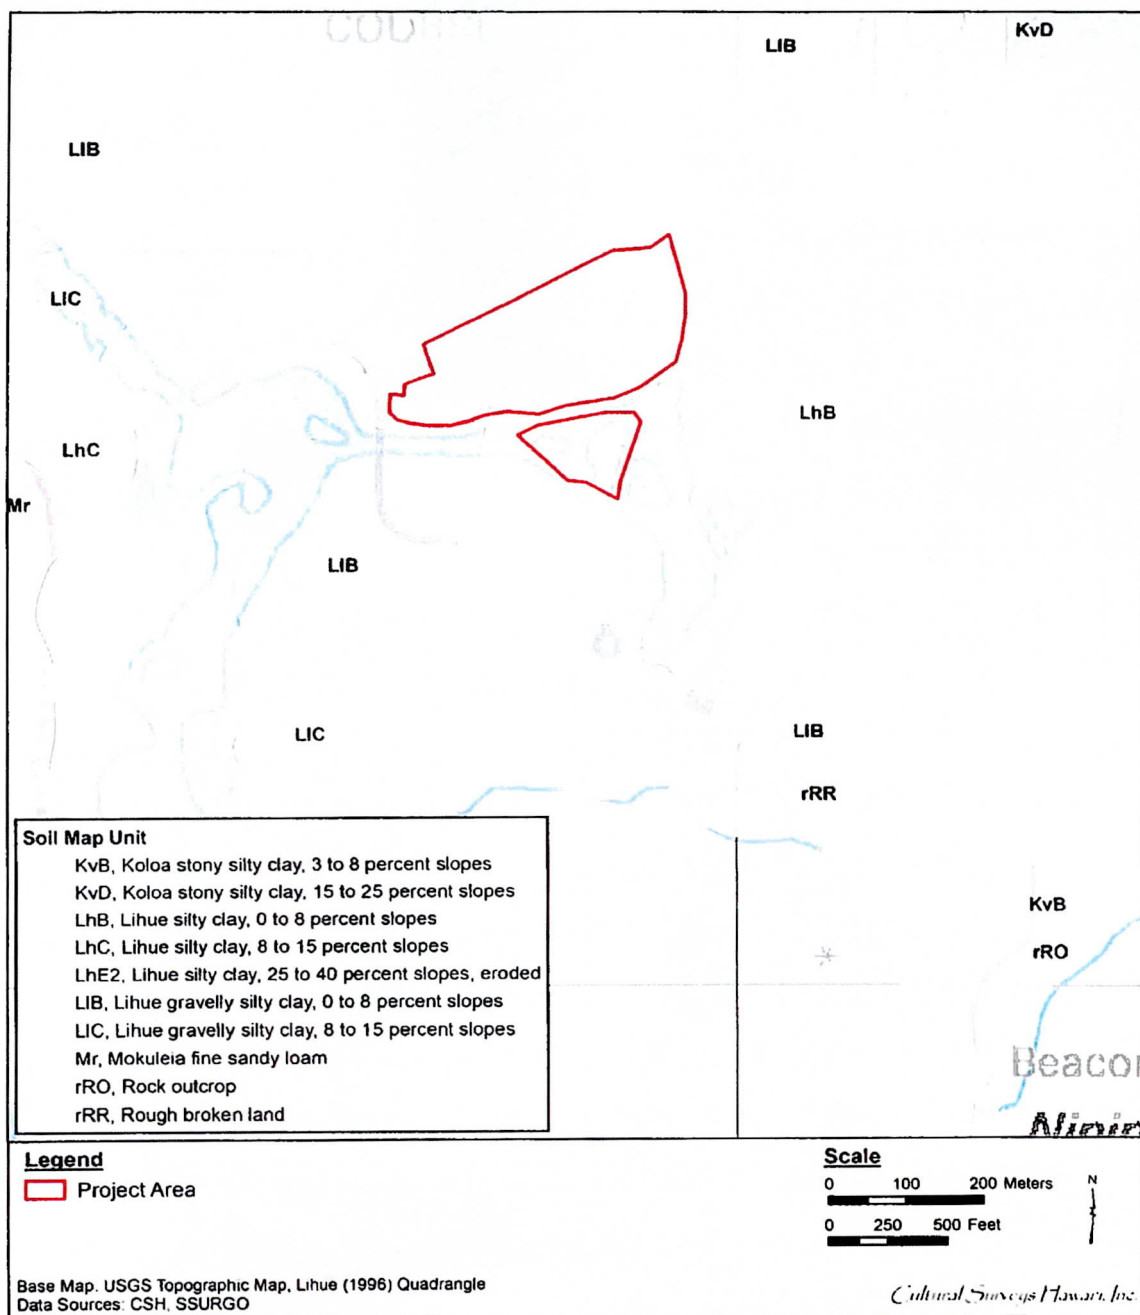 LIB
KvD
LIB
LIC
LhB
LhC
Mr
LIB
LIC
LIB
rRR
Soil Map Unit
KvB, Koloa stony silty clay, 3 to 8 percent slopes
KvD, Koloa stony silty clay, 15 to 25 percent slopes
LhB, Lihue silty clay, 0 to 8 percent slopes
LhC, Lihue silty clay, 8 to 15 percent slopes
LhE2, Lihue silty clay, 25 to 40 percent slopes, eroded
LIB, Lihue gravelly silty clay, 0 to 8 percent slopes
LIC, Lihue gravelly silty clay, 8 to 15 percent slopes
Mr, Mokuleia fine sandy loam
rRO, Rock outcrop
rRR, Rough broken land
KvB
rRO
Beacon
Legend
Project Area
Scale
0 100 200 Meters
0 250 500 Feet
N
Base Map. USGS Topographic Map, Lihue (1996) Quadrangle
Data Sources: CSH, SSURGO
Cultural Surveys Hawaii, Inc.